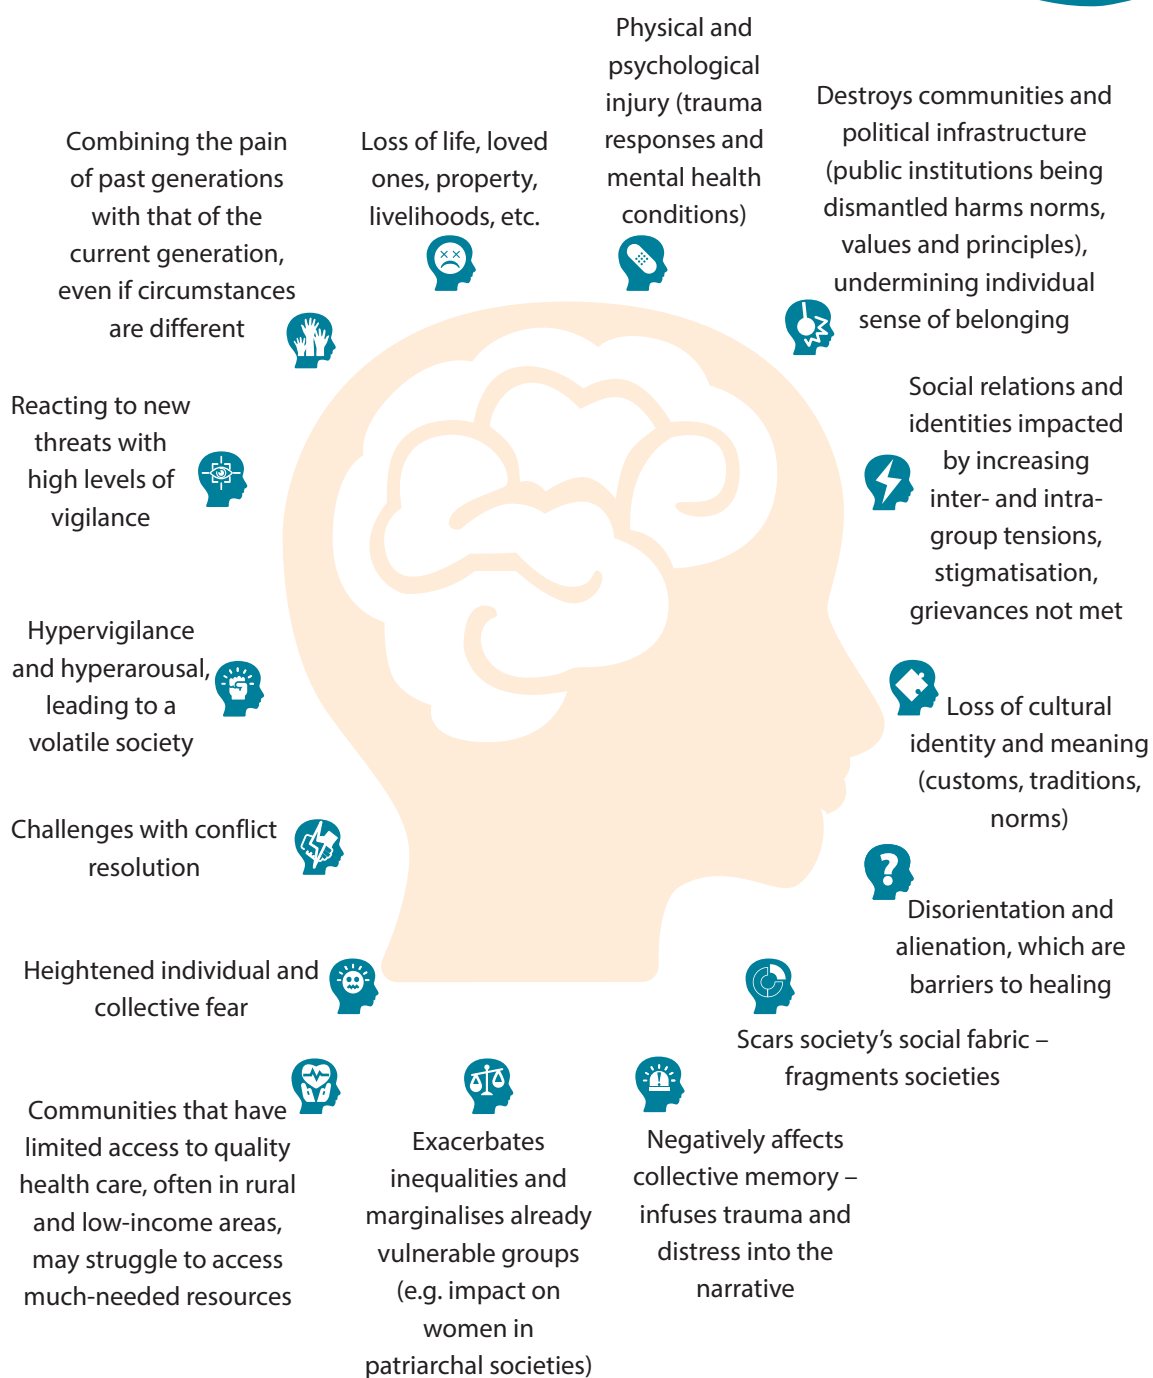 Physical and
psychological
injury (trauma
responses and
mental health
conditions)
Destroys communities and
political infrastructure
(public institutions being
dismantled harms norms,
values and principles),
undermining individual
sense of belonging
Social relations and
identities impacted
by increasing
inter- and intra-
group tensions,
stigmatisation,
grievances not met
Loss of cultural
identity and meaning
(customs, traditions,
norms)
Disorientation and
alienation, which are
barriers to healing
Scars society’s social fabric –
fragments societies
Negatively affects
collective memory –
infuses trauma and
distress into the
narrative
Exacerbates
inequalities and
marginalises already
vulnerable groups
(e.g. impact on
women in
patriarchal societies)
Communities that have
limited access to quality
health care, often in rural
and low-income areas,
may struggle to access
much-needed resources
Heightened individual and
collective fear
Challenges with conflict
resolution
Hypervigilance
and hyperarousal,
leading to a
volatile society
Reacting to new
threats with
high levels of
vigilance
Combining the pain
of past generations
with that of the
current generation,
even if circumstances
are different
Loss of life, loved
ones, property,
livelihoods, etc.